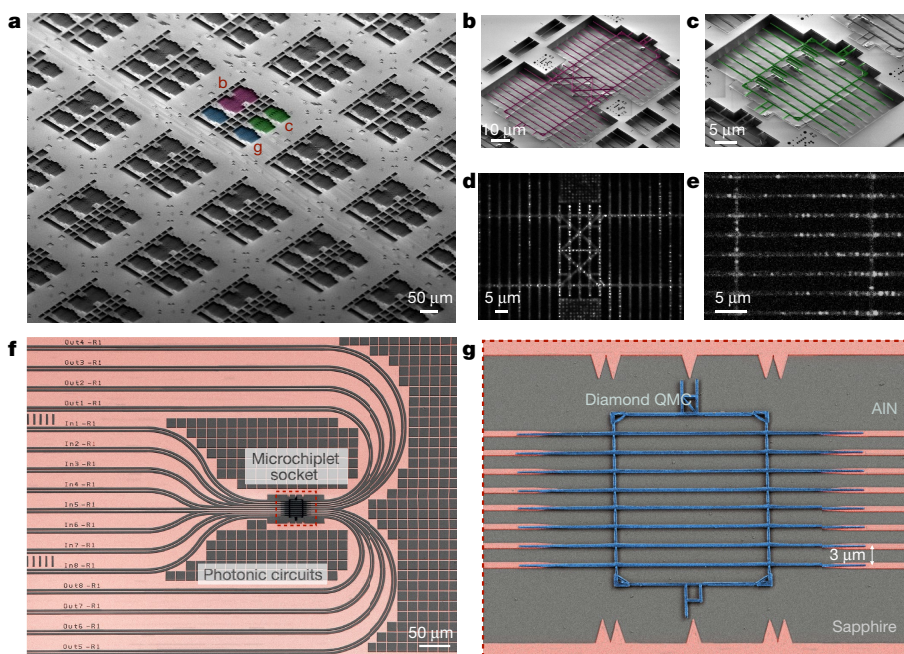 a
b
c
g
50 μm
b
10 μm
c
5 μm
d
5 μm
e
5 μm
f
Out4-R1
Out3-R1
Out2-R1
Out1-R1
In1-R1
In2-R1
In3-R1
In4-R1
In5-R1
In6-R1
In7-R1
In8-R1
Out8-R1
Out7-R1
Out6-R1
Out5-R1
Microchiplet
socket
Photonic circuits
50 μm
g
Diamond QMC
AlN
3 μm
Sapphire